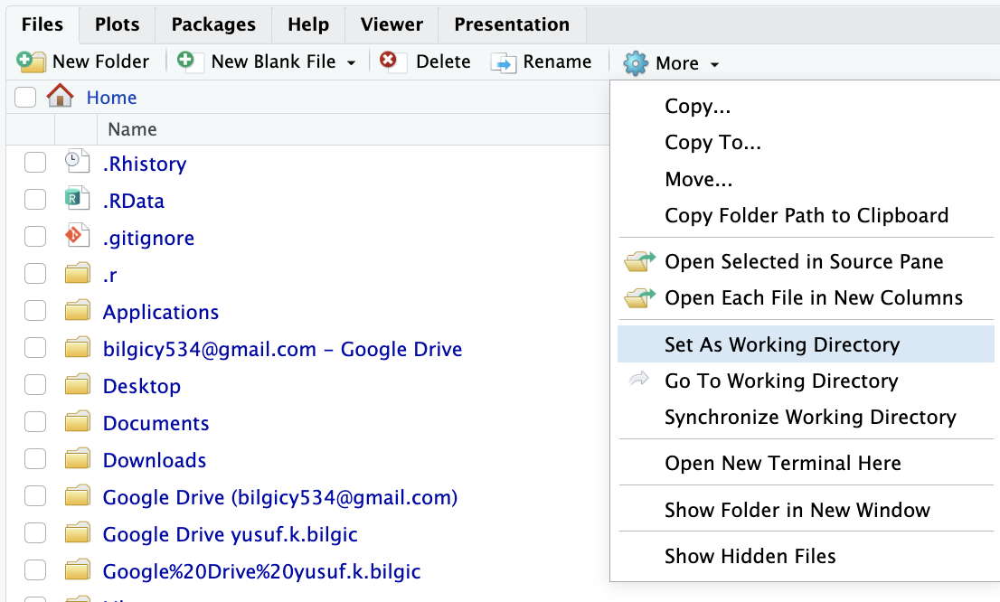 Files Plots Packages Help Viewer Presentation
New Folder New Blank File Delete Rename More
Home
Name
.Rhistory
.RData
.gitignore
.r
Applications
bilgicy534@gmail.com - Google Drive
Desktop
Documents
Downloads
Google Drive (bilgicy534@gmail.com)
Google Drive yusuf.k.bilgic
Google%20Drive%20yusuf.k.bilgic
Copy...
Copy To...
Move...
Copy Folder Path to Clipboard
Open Selected in Source Pane
Open Each File in New Columns
Set As Working Directory
Go To Working Directory
Synchronize Working Directory
Open New Terminal Here
Show Folder in New Window
Show Hidden Files